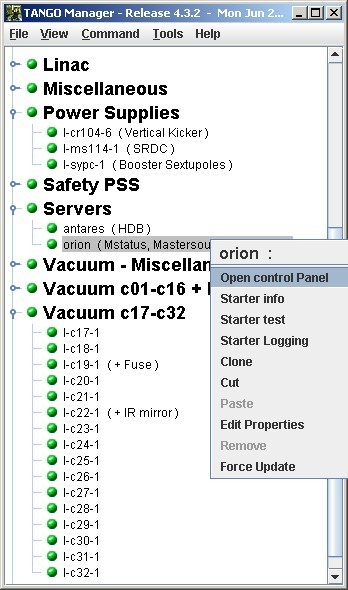 TANGO Manager - Release 4.3.2 - Mon Jun 2...
File View Command Tools Help
Linac
Miscellaneous
Power Supplies
l-cr104-6 ( Vertical Kicker )
l-ms114-1 ( SRDC )
l-sypc-1 ( Booster Sextupoles )
Safety PSS
Servers
antares ( HDB )
orion ( Mstatus, Mastersou
orion :
Vacuum - Miscellan
Open control Panel
Vacuum c01-c16 +
Starter info
Vacuum c17-c32
Starter test
l-c17-1
Starter Logging
l-c18-1
l-c19-1 ( + Fuse )
Clone
l-c20-1
Cut
l-c21-1
Paste
l-c22-1 ( + IR mirror )
Edit Properties
l-c23-1
l-c24-1
Remove
l-c25-1
Force Update
l-c26-1
l-c27-1
l-c28-1
l-c29-1
l-c30-1
l-c31-1
l-c32-1